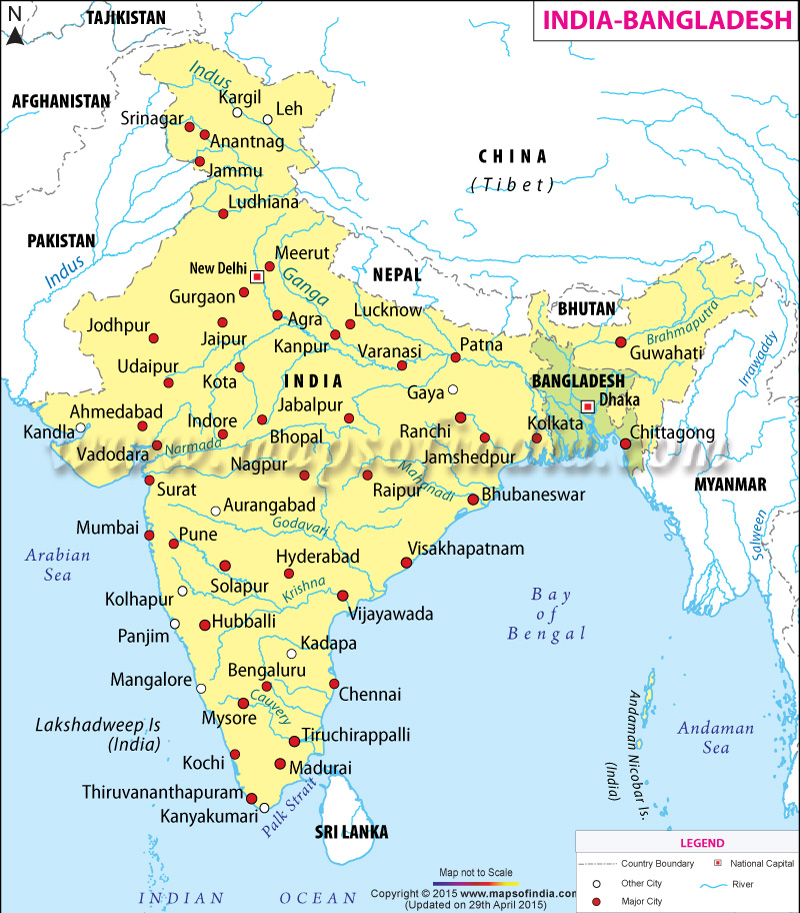 N
TAJIKISTAN
INDIA-BANGLADESH
AFGHANISTAN
Indus
Kargil
Leh
Srinagar
Anantnag
Jammu
CHINA
(Tibet)
Ludhiana
PAKISTAN
Indus
Meerut
New Delhi
Ganga
NEPAL
Gurgaon
BHUTAN
Brahmaputra
Jodhpur
Jaipur
Agra
Lucknow
Kanpur
Varanasi
Patna
Guwahati
Irrawaddy
Udaipur
Kota
INDIA
BANGLADESH
Gaya
Dhaka
Ahmedabad
Indore
Jabalpur
Kandla
Bhopal
Ranchi
Kolkata
Chittagong
Vadodara
Narmada
Jamshedpur
www.mapsofindia.com
Nagpur
Mahanadi
MYANMAR
Surat
Raipur
Bhubaneswar
Aurangabad
Godavari
Salween
Mumbai
Pune
Hyderabad
Visakhapatnam
Arabian
Sea
Solapur
Krishna
Kolhapur
Vijayawada
Bay
of
Bengal
Panjim
Hubballi
Kadapa
Mangalore
Bengaluru
Chennai
Cauvery
Mysore
Lakshadweep Is
(India)
Tiruchirappalli
Andaman Nicobar Is.
(India)
Andaman
Sea
Kochi
Madurai
Thiruvananthapuram
Kanyakumari
Palk Strait
SRI LANKA
LEGEND
Country Boundary
National Capital
Other City
River
Major City
Map not to Scale
Copyright © 2015 www.mapsofindia.com
(Updated on 29th April 2015)
INDIAN OCEAN